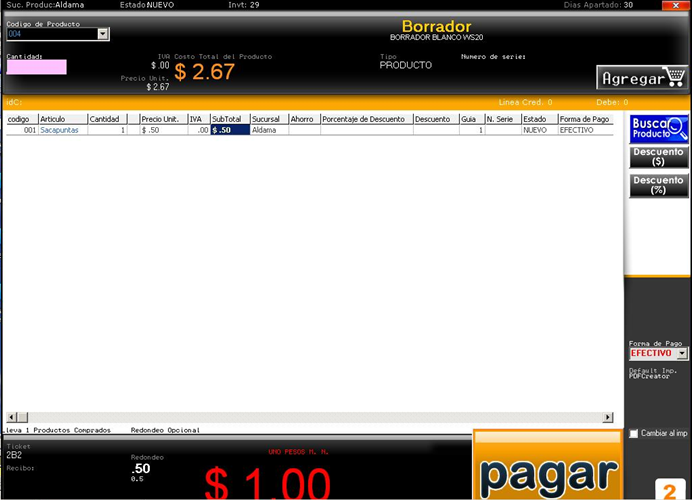 Suc. Produc:Aldama Estado:NUEVO Invt: 29 Dias Apartado: 30
Codigo de Producto
004
Borrador
BORRADOR BLANCO WS20
Cantidad:
IVA Costo Total del Producto
$ .00
$ 2.67
Precio Unit.
$ 2.67
Tipo
PRODUCTO
Numero de serie:
Agregar
idC: Linea Cred. 0 Debe: 0
codigo Articulo Cantidad Precio Unit. IVA SubTotal Sucursal Ahorro Porcentaje de Descuento Descuento Guia N. Serie Estado Forma de Pago
001 Sacapuntas 1 $ .50 .00 $ .50 Aldama 1 NUEVO EFECTIVO
Buscar
Producto
Descuento
($)
Descuento
(%)
Forma de Pago
EFECTIVO
Default Imp.
PDFCreator
Cambiar al imp
leva 1 Productos Comprados Redondeo Opcional
Ticket
2B2
Recibo:
Redondeo
.50
0.5
UNO PESOS M. N.
$ 1.00
pagar
2